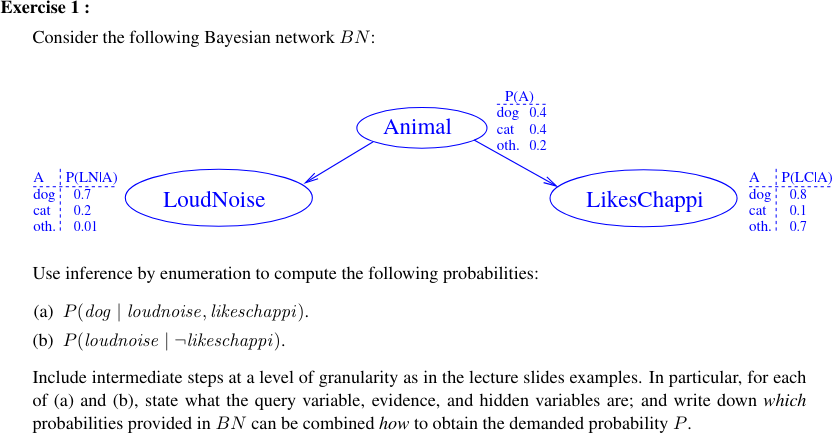 Exercise 1 :
Consider the following Bayesian network BN:
P(A)
dog 0.4
cat 0.4
oth. 0.2
Animal
A P(LN|A)
dog 0.7
cat 0.2
oth. 0.01
LoudNoise
LikesChappi
A P(LC|A)
dog 0.8
cat 0.1
oth. 0.7
Use inference by enumeration to compute the following probabilities:
(a) P(dog | loudnoise, likeschappi).
(b) P(loudnoise | ¬likeschappi).
Include intermediate steps at a level of granularity as in the lecture slides examples. In particular, for each
of (a) and (b), state what the query variable, evidence, and hidden variables are; and write down which
probabilities provided in BN can be combined how to obtain the demanded probability P.